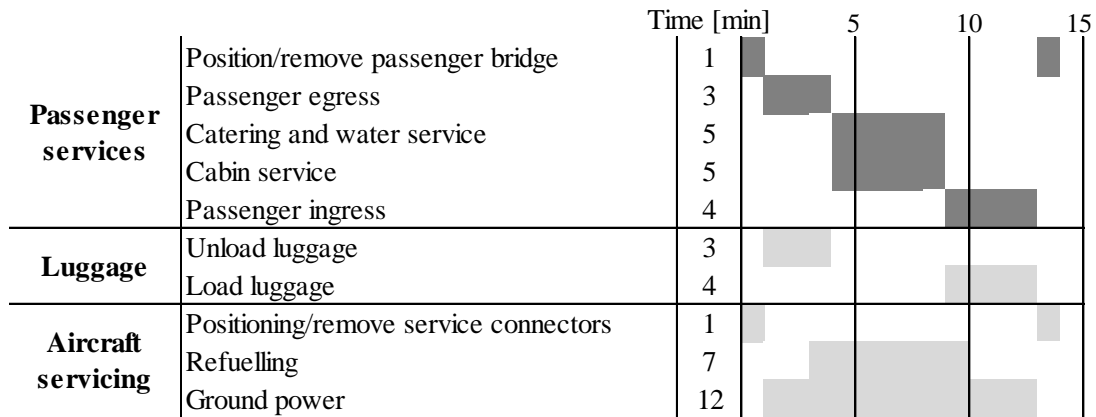 Time [min] 5 10 15
Position/remove passenger bridge 1
Passenger egress 3
Passenger services
Catering and water service 5
Cabin service 5
Passenger ingress 4
Luggage
Unload luggage 3
Load luggage 4
Positioning/remove service connectors 1
Aircraft servicing
Refuelling 7
Ground power 12